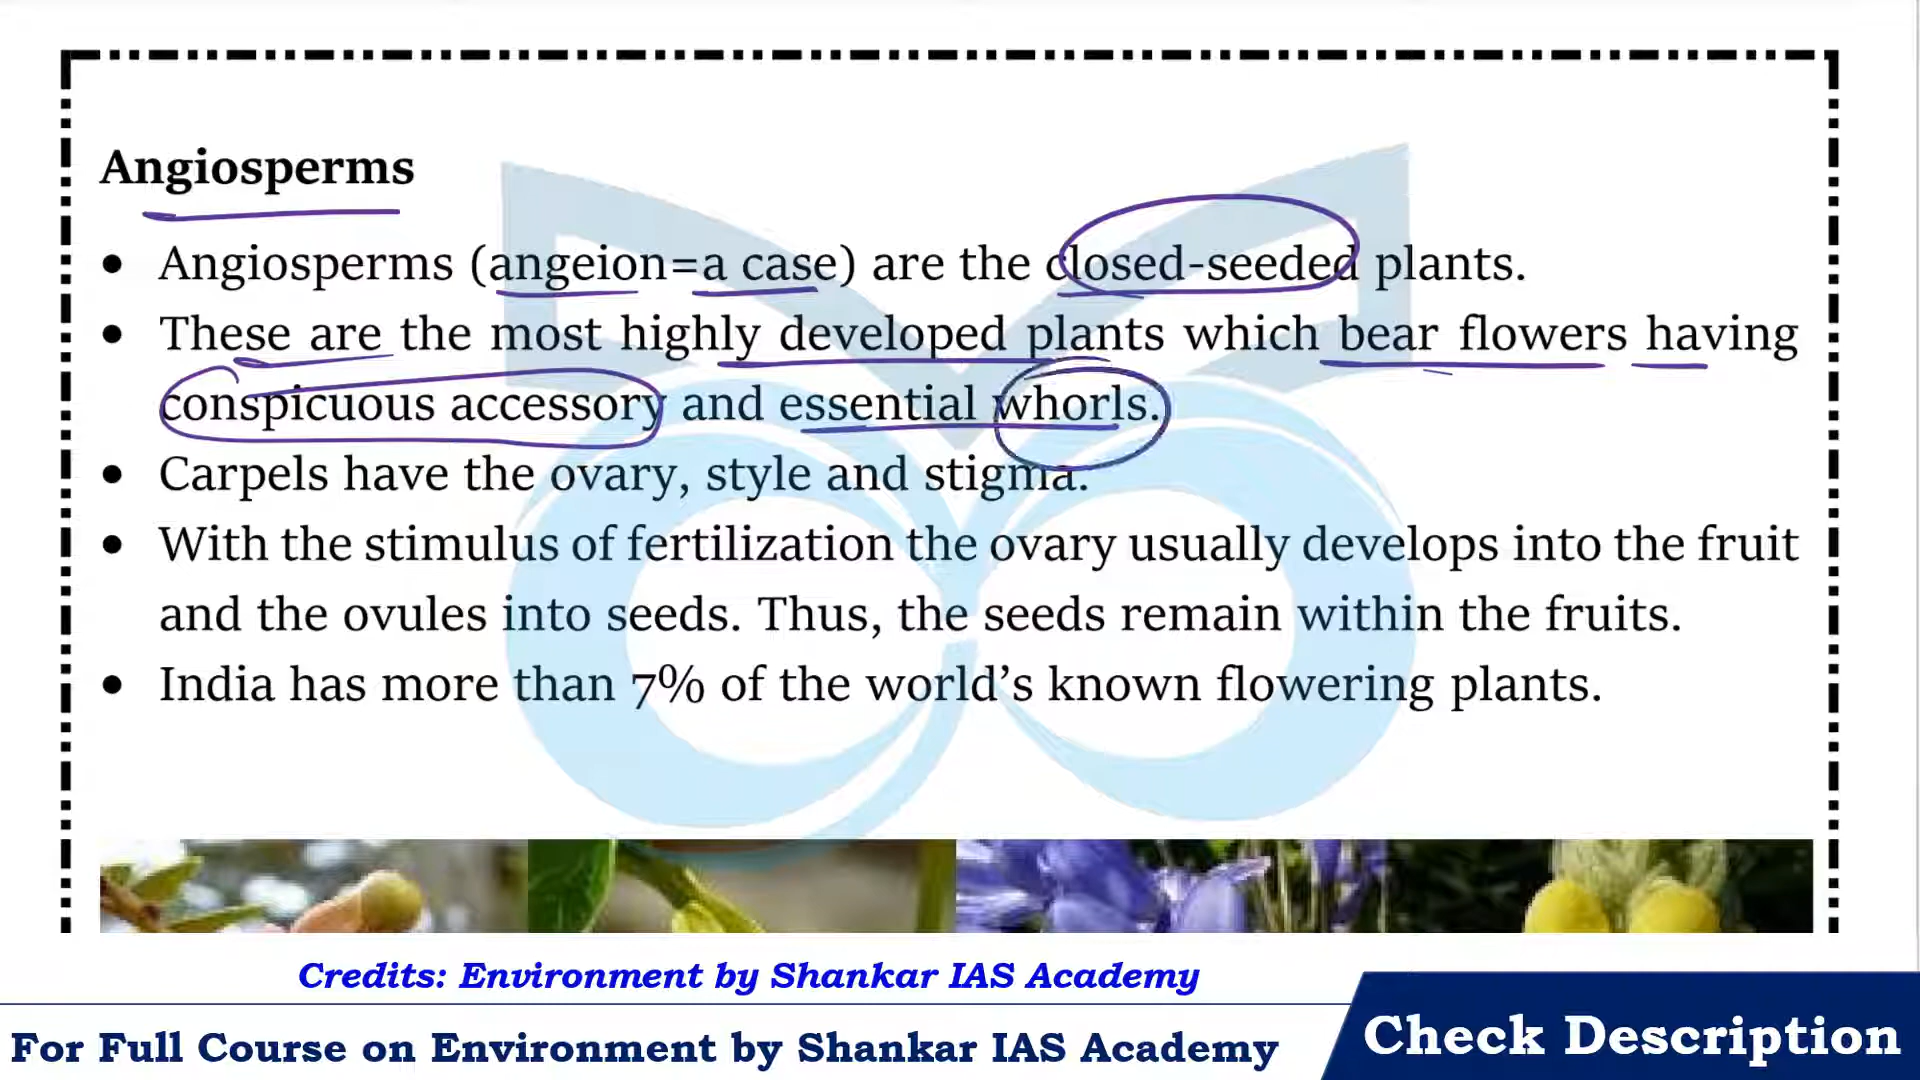 Angiosperms
• Angiosperms (angeion=a case) are the closed-seeded plants.
• These are the most highly developed plants which bear flowers having
conspicuous accessory and essential whorls.
• Carpels have the ovary, style and stigma.
• With the stimulus of fertilization the ovary usually develops into the fruit
and the ovules into seeds. Thus, the seeds remain within the fruits.
• India has more than 7% of the world’s known flowering plants.
Credits: Environment by Shankar IAS Academy
For Full Course on Environment by Shankar IAS Academy
Check Description